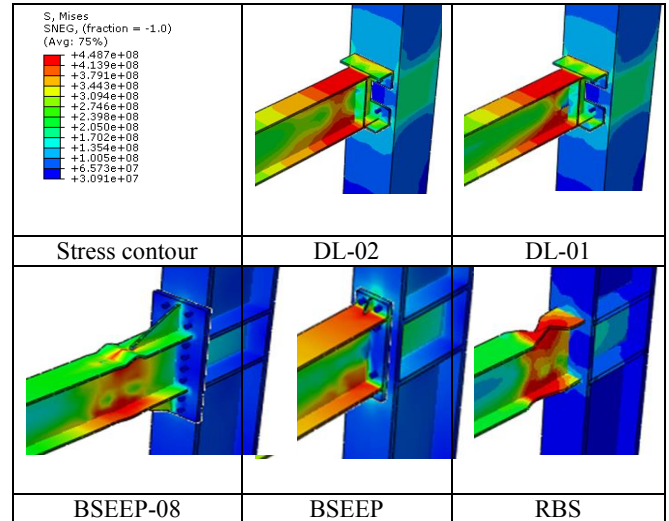 S, Mises
SNEG, (fraction = -1.0)
(Avg: 75%)
+4.487e+08
+4.139e+08
+3.791e+08
+3.443e+08
+3.094e+08
+2.746e+08
+2.398e+08
+2.050e+08
+1.702e+08
+1.354e+08
+1.005e+08
+6.573e+07
+3.091e+07
Stress contour
DL-02
DL-01
BSEEP-08
BSEEP
RBS